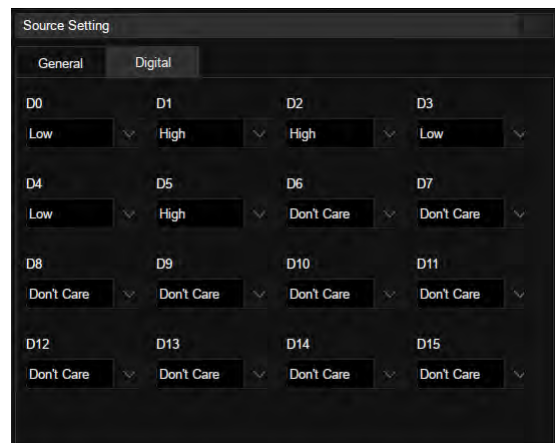 Source Setting
General Digital
D0 D1 D2 D3
Low High High Low
D4 D5 D6 D7
Low High Don't Care Don't Care
D8 D9 D10 D11
Don't Care Don't Care Don't Care Don't Care
D12 D13 D14 D15
Don't Care Don't Care Don't Care Don't Care